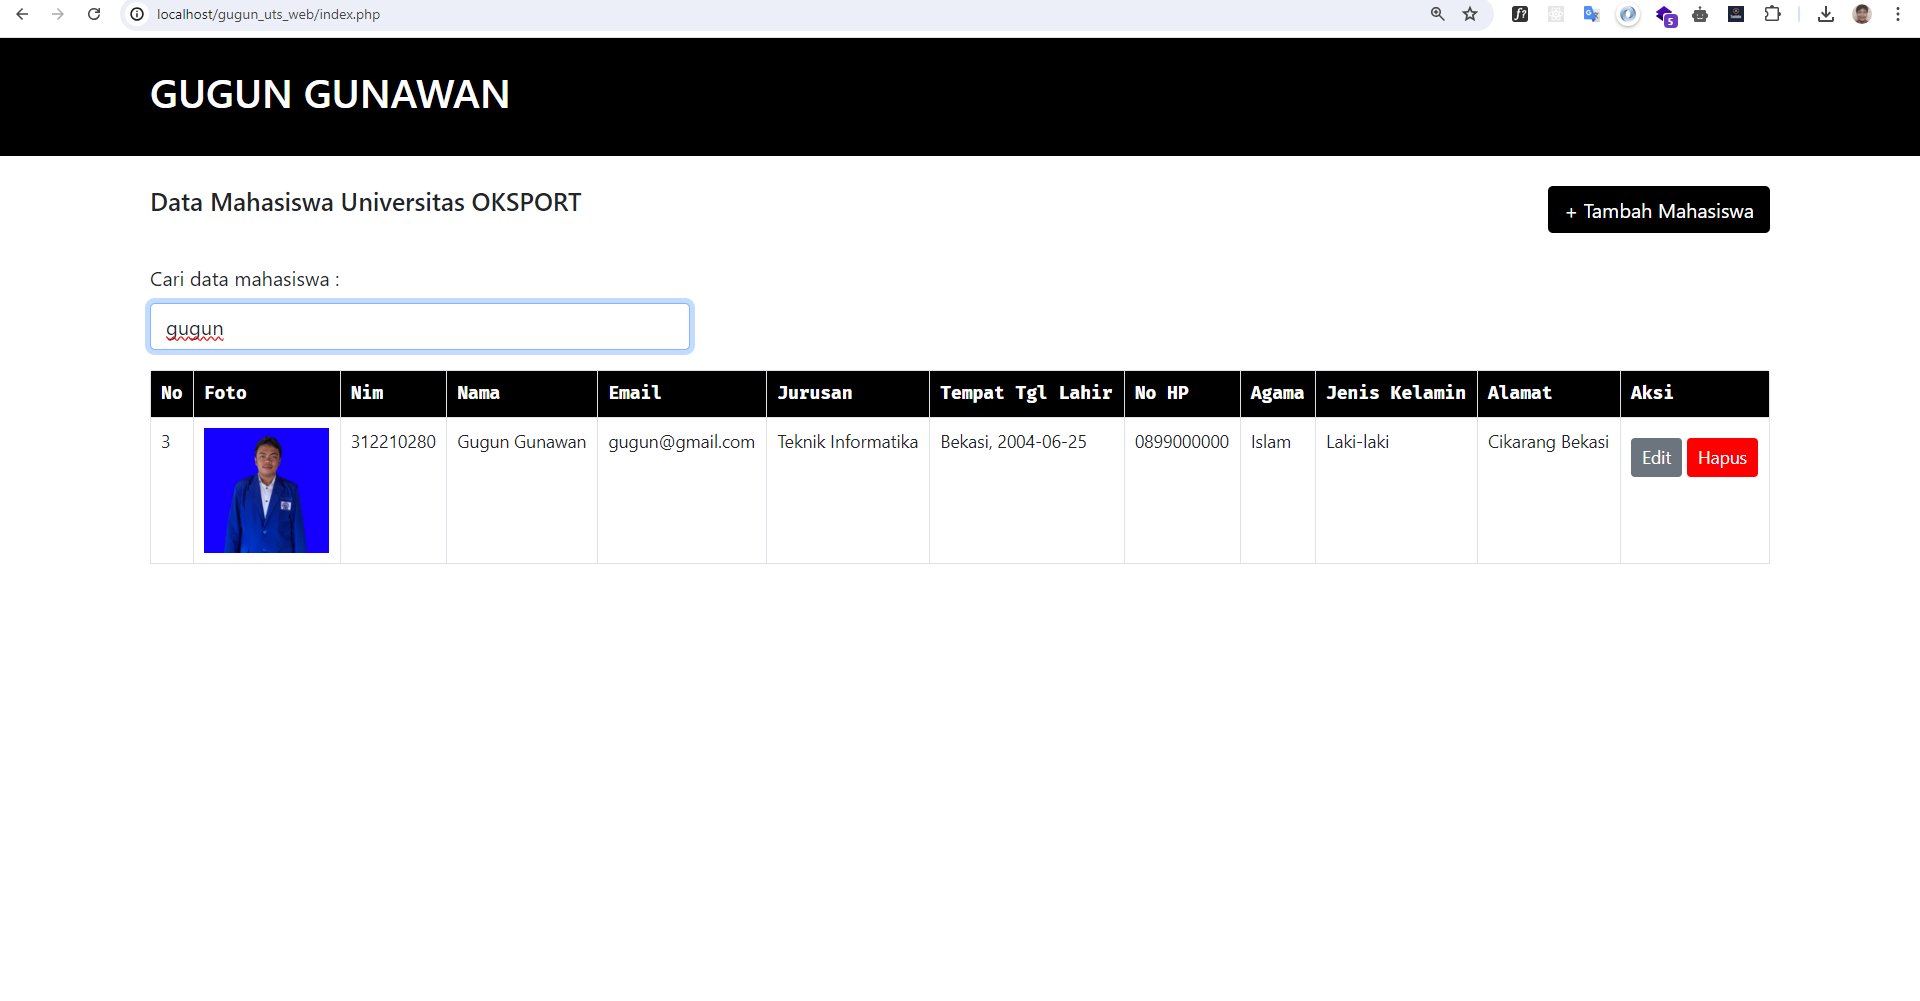 localhost/gugun_uts_web/index.php
f?
5
GUGUN GUNAWAN
Data Mahasiswa Universitas OKSPORT
+ Tambah Mahasiswa
Cari data mahasiswa :
gugun
No Foto Nim Nama Email Jurusan Tempat Tgl Lahir No HP Agama Jenis Kelamin Alamat Aksi
3 312210280 Gugun Gunawan gugun@gmail.com Teknik Informatika Bekasi, 2004-06-25 0899000000 Islam Laki-laki Cikarang Bekasi Edit Hapus